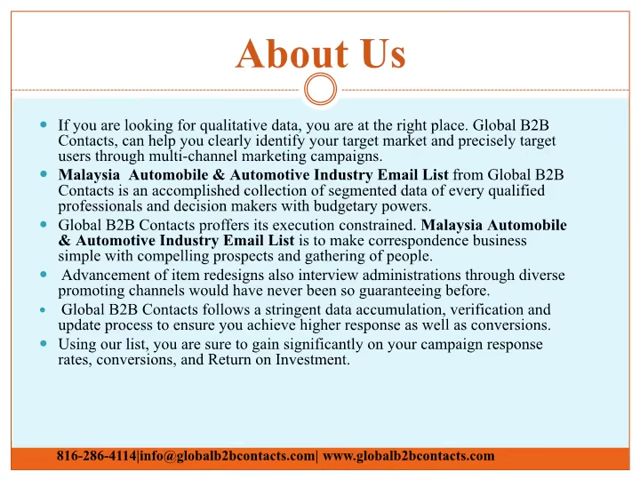 About Us
• If you are looking for qualitative data, you are at the right place. Global B2B
Contacts, can help you clearly identify your target market and precisely target
users through multi-channel marketing campaigns.
• Malaysia  Automobile & Automotive Industry Email List from Global B2B
Contacts is an accomplished collection of segmented data of every qualified
professionals and decision makers with budgetary powers.
• Global B2B Contacts proffers its execution constrained. Malaysia Automobile
& Automotive Industry Email List is to make correspondence business
simple with compelling prospects and gathering of people.
• Advancement of item redesigns also interview administrations through diverse
promoting channels would have never been so guaranteeing before.
• Global B2B Contacts follows a stringent data accumulation, verification and
update process to ensure you achieve higher response as well as conversions.
• Using our list, you are sure to gain significantly on your campaign response
rates, conversions, and Return on Investment.
816-286-4114|info@globalb2bcontacts.com| www.globalb2bcontacts.com